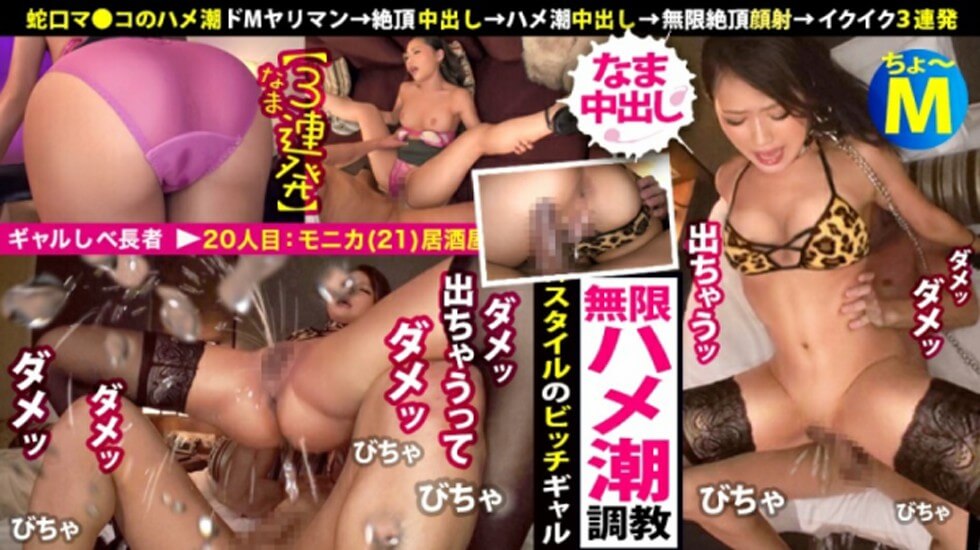 蛇口マ●コのハメ潮ドMヤリマン→絶頂中出し→ハメ潮中出し→無限絶頂顔射→イクイク3連発
【3連発】
なま
なま
中出し
ちょ〜
M
ギャルしべ長者 ▶20人目:モニカ(21)居酒屋
無限
ハメ潮
調教
スタイルのビッチギャル
出ちゃうッ
ダメッ
ダメッ
ダメッ
ダメッ
出ちゃうって
ダメッ
ダメッ
びちゃ
びちゃ
びちゃ
びちゃ
びちゃ